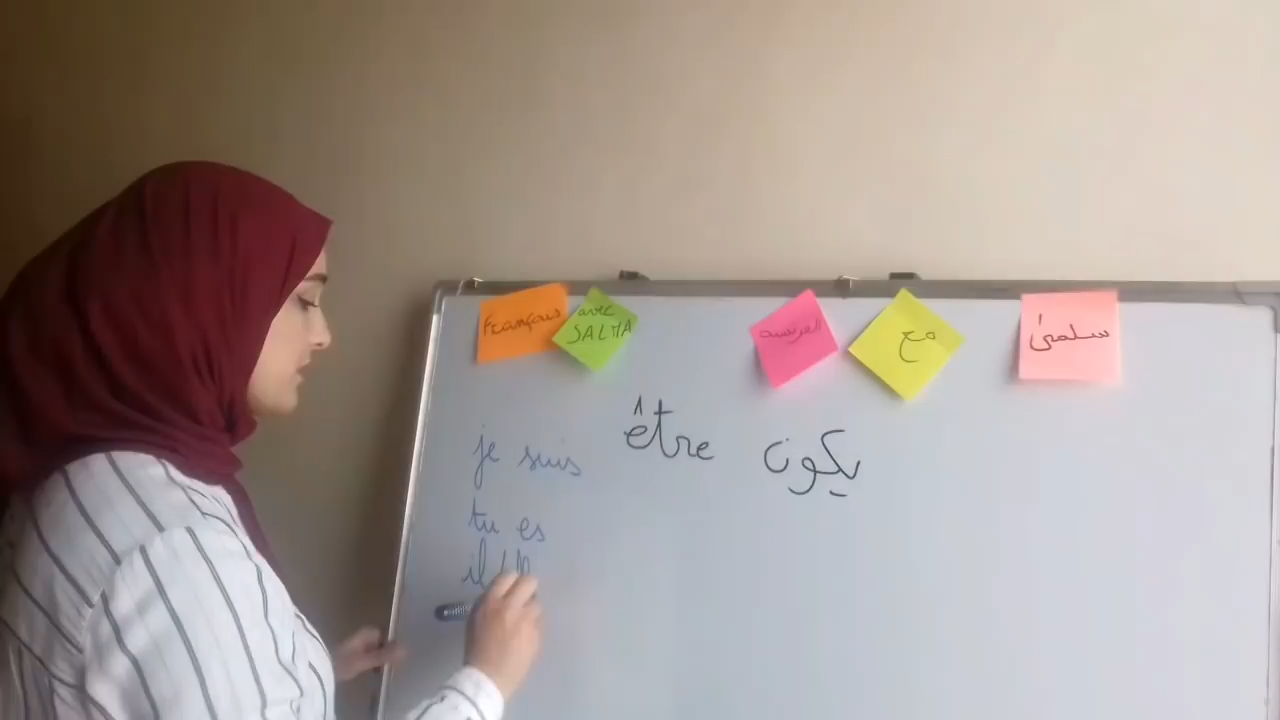 Français
avec
SALMA
الفرنسية
مع
سلمى
être يكون
je suis
tu es
il /